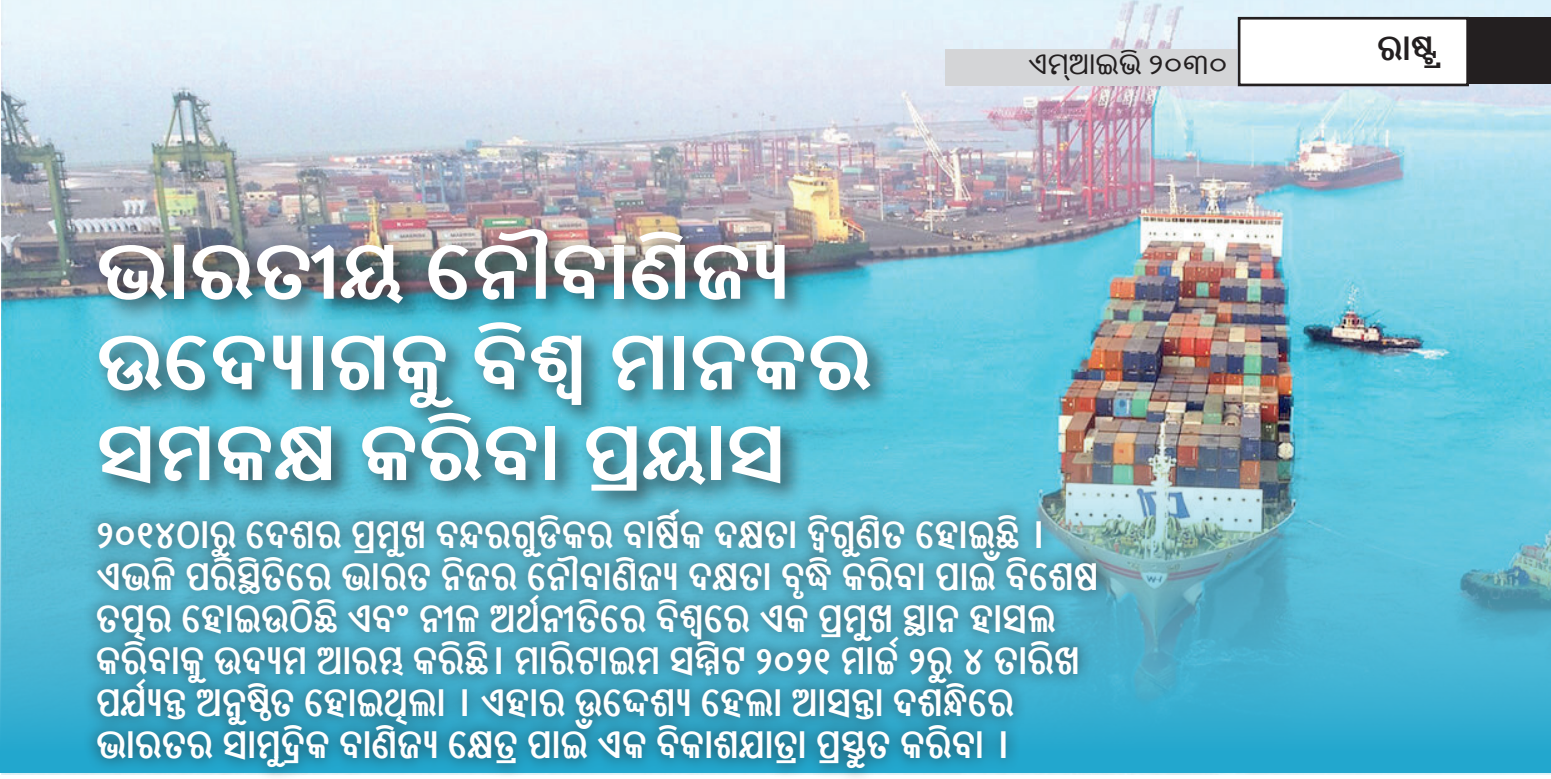 ରାଷ୍ଟ୍ର
ଏମ୍ଆଇଭି ୨୦୩୦
ଭାରତୀୟ ନୌବାଣିଜ୍ୟ
ଉଦ୍ୟୋଗକୁ ବିଶ୍ୱ ମାନକର
ସମକକ୍ଷ କରିବା ପ୍ରୟାସ
୨୦୧୪ଠାରୁ ଦେଶର ପ୍ରମୁଖ ବନ୍ଦରଗୁଡିକର ବାର୍ଷିକ ଦକ୍ଷତା ଦ୍ୱିଗୁଣିତ ହୋଇଛି ।
ଏଭଳି ପରିସ୍ଥିତିରେ ଭାରତ ନିଜର ନୌବାଣିଜ୍ୟ ଦକ୍ଷତା ବୃଦ୍ଧି କରିବା ପାଇଁ ବିଶେଷ
ତତ୍ପର ହୋଇଉଠିଛି ଏବଂ ନୀଳ ଅର୍ଥନୀତିରେ ବିଶ୍ୱରେ ଏକ ପ୍ରମୁଖ ସ୍ଥାନ ହାସଲ
କରିବାକୁ ଉଦ୍ୟମ ଆରମ୍ଭ କରିଛି। ମାରିଟାଇମ ସମ୍ମିଟ ୨୦୨୧ ମାର୍ଚ୍ଚ ୨ରୁ ୪ ତାରିଖ
ପର୍ଯ୍ୟନ୍ତ ଅନୁଷ୍ଠିତ ହୋଇଥିଲା । ଏହାର ଉଦ୍ଦେଶ୍ୟ ହେଲା ଆସନ୍ତା ଦଶନ୍ଧିରେ
ଭାରତର ସାମୁଦ୍ରିକ ବାଣିଜ୍ୟ କ୍ଷେତ୍ର ପାଇଁ ଏକ ବିକାଶଯାତ୍ରା ପ୍ରସ୍ତୁତ କରିବା ।